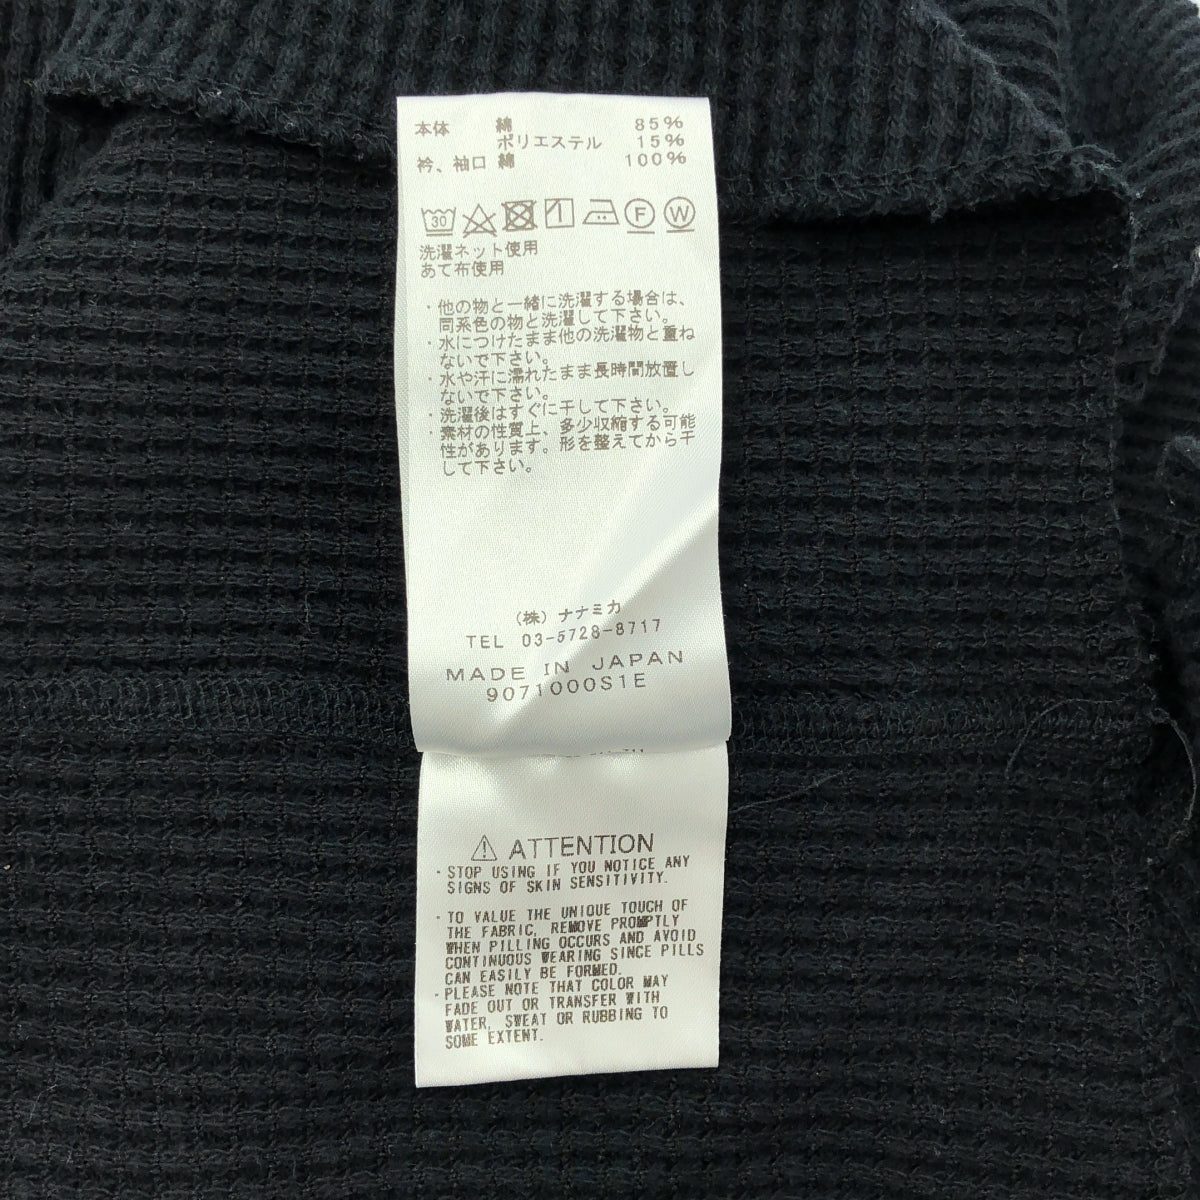 本体 綿 85%
ポリエステル 15%
衿、袖口 綿 100%
30 F W
洗濯ネット使用
あて布使用
・他の物と一緒に洗濯する場合は、
同系色の物と洗濯して下さい。
・水につけたまま他の洗濯物と重ね
ないで下さい。
・水や汗に濡れたまま長時間放置し
ないで下さい。
・洗濯後はすぐに干して下さい。
・素材の性質上、多少収縮する可能
性があります。形を整えてから干
して下さい。
(株) ナナミカ
TEL 03-5728-8717
MADE IN JAPAN
9071000S1E
⚠ ATTENTION
・STOP USING IF YOU NOTICE ANY
SIGNS OF SKIN SENSITIVITY.
・TO VALUE THE UNIQUE TOUCH OF
THE FABRIC, REMOVE PROMPTLY
WHEN PILLING OCCURS AND AVOID
CONTINUOUS WEARING SINCE PILLS
CAN EASILY BE FORMED.
・PLEASE NOTE THAT COLOR MAY
FADE OUT OR TRANSFER WITH
WATER, SWEAT OR RUBBING TO
SOME EXTENT.